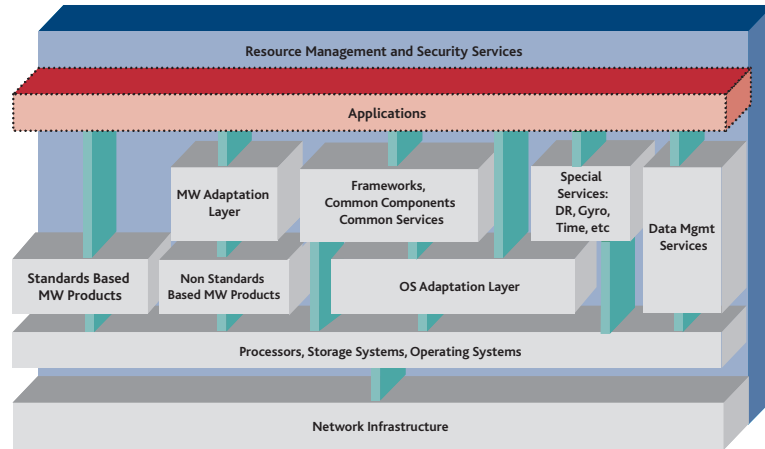 Resource Management and Security Services
Applications
MW Adaptation
Layer
Frameworks,
Common Components
Common Services
Special
Services:
DR, Gyro,
Time, etc
Data Mgmt
Services
Standards Based
MW Products
Non Standards
Based MW Products
OS Adaptation Layer
Processors, Storage Systems, Operating Systems
Network Infrastructure